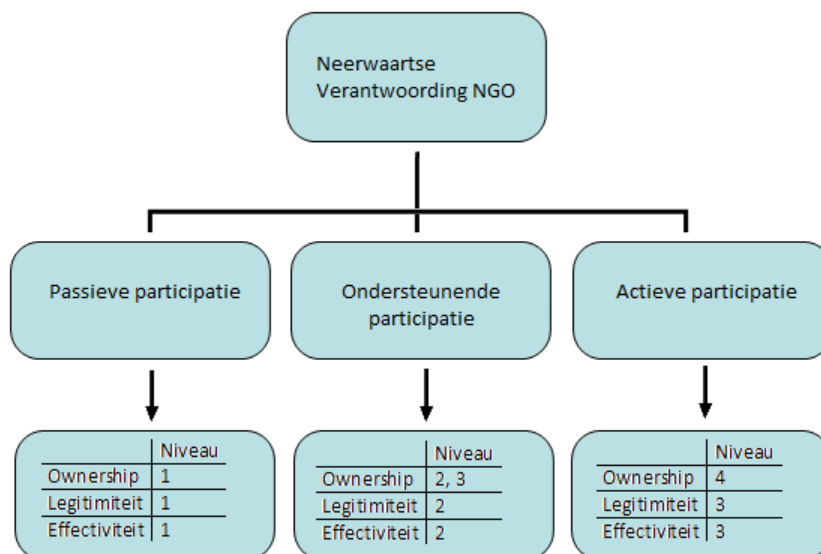 Neerwaartse
Verantwoording NGO
Passieve participatie
Ondersteunende
participatie
Actieve participatie
Niveau
Ownership 1
Legitimiteit 1
Effectiviteit 1
Niveau
Ownership 2, 3
Legitimiteit 2
Effectiviteit 2
Niveau
Ownership 4
Legitimiteit 3
Effectiviteit 3